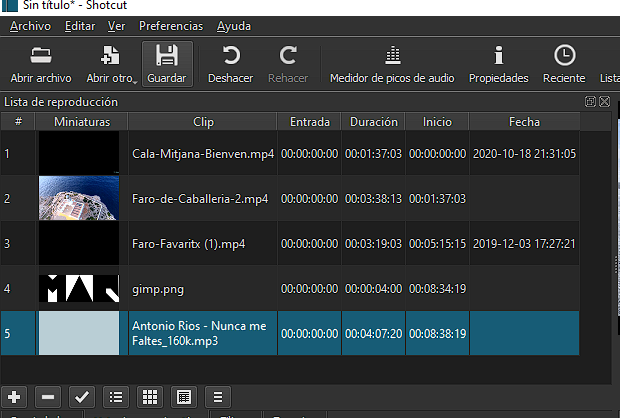 Sin título* - Shotcut
Archivo Editar Ver Preferencias Ayuda
Abrir archivo Abrir otro Guardar Deshacer Rehacer Medidor de picos de audio Propiedades Reciente Lista
Lista de reproducción
# Miniaturas Clip Entrada Duración Inicio Fecha
1 Cala-Mitjana-Bienven.mp4 00:00:00:00 00:01:37:03 00:00:00:00 2020-10-18 21:31:05
2 Faro-de-Caballeria-2.mp4 00:00:00:00 00:03:38:13 00:01:37:03
3 Faro-Favaritx (1).mp4 00:00:00:00 00:03:19:03 00:05:15:15 2019-12-03 17:27:21
4 gimp.png 00:00:00:00 00:00:04:00 00:08:34:19
5 Antonio Rios - Nunca me
Faltes_160k.mp3 00:00:00:00 00:04:07:20 00:08:38:19